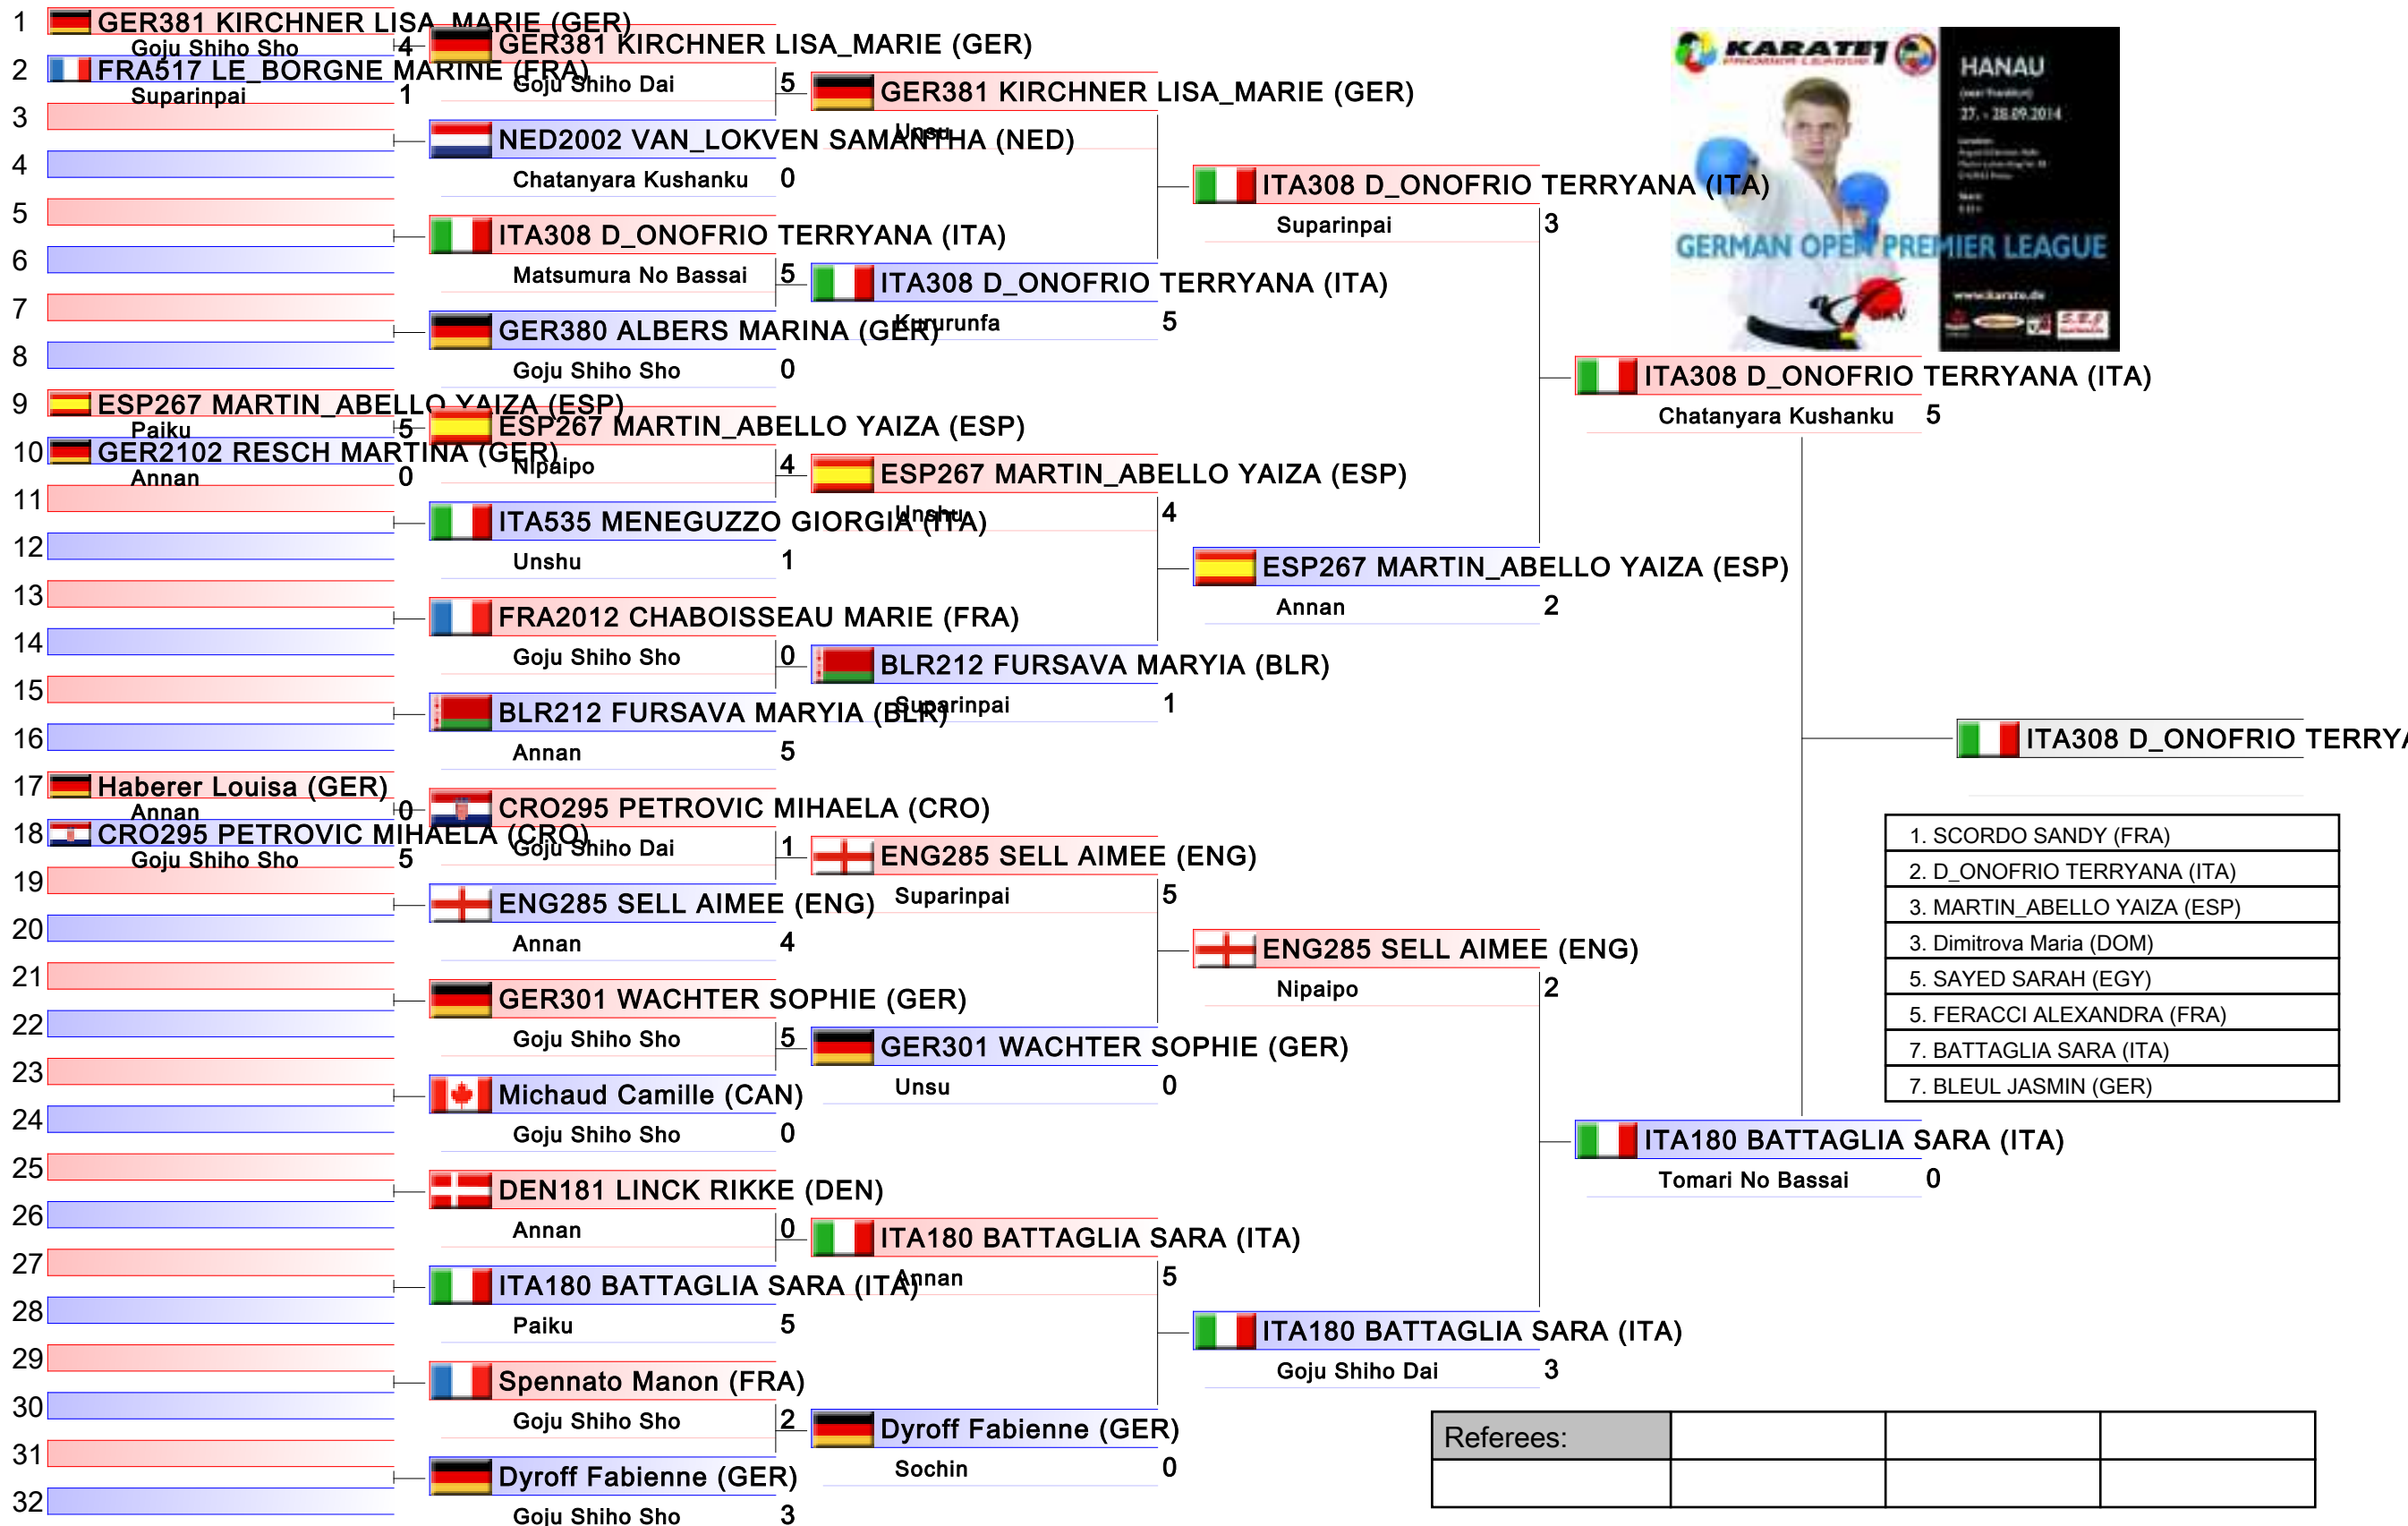 1
GER381 KIRCHNER LISA_MARIE (GER)
Goju Shiho Sho 4
2
FRA517 LE_BORGNE MARINE (FRA)
Suparinpai 1
3
4
5
6
7
8
9
ESP267 MARTIN_ABELLO YAIZA (ESP)
Paiku 5
10
GER2102 RESCH MARTINA (GER)
Annan 0
11
12
13
14
15
16
17
Haberer Louisa (GER)
Annan 0
18
CRO295 PETROVIC MIHAELA (CRO)
Goju Shiho Sho 5
19
20
21
22
23
24
25
26
27
28
29
30
31
32
GER381 KIRCHNER LISA_MARIE (GER)
Goju Shiho Dai 5
NED2002 VAN_LOKVEN SAMANTHA (NED)
Chatanyara Kushanku 0
ITA308 D_ONOFRIO TERRYANA (ITA)
Matsumura No Bassai 5
GER380 ALBERS MARINA (GER)
Goju Shiho Sho 0
ESP267 MARTIN_ABELLO YAIZA (ESP)
Nipaipo 4
ITA535 MENEGUZZO GIORGIA (ITA)
Unshu 1
FRA2012 CHABOISSEAU MARIE (FRA)
Goju Shiho Sho 0
BLR212 FURSAVA MARYIA (BLR)
Annan 5
CRO295 PETROVIC MIHAELA (CRO)
Goju Shiho Dai 1
ENG285 SELL AIMEE (ENG)
Annan 4
GER301 WACHTER SOPHIE (GER)
Goju Shiho Sho 5
Michaud Camille (CAN)
Goju Shiho Sho 0
DEN181 LINCK RIKKE (DEN)
Annan 0
ITA180 BATTAGLIA SARA (ITA)
Paiku 5
Spennato Manon (FRA)
Goju Shiho Sho 2
Dyroff Fabienne (GER)
Goju Shiho Sho 3
GER381 KIRCHNER LISA_MARIE (GER)
Unsu
ITA308 D_ONOFRIO TERRYANA (ITA)
Kururunfa 5
ESP267 MARTIN_ABELLO YAIZA (ESP)
Unshu 4
BLR212 FURSAVA MARYIA (BLR)
Suparinpai 1
ENG285 SELL AIMEE (ENG)
Suparinpai 5
GER301 WACHTER SOPHIE (GER)
Unsu 0
ITA180 BATTAGLIA SARA (ITA)
Annan 5
Dyroff Fabienne (GER)
Sochin 0
ITA308 D_ONOFRIO TERRYANA (ITA)
Suparinpai 3
ESP267 MARTIN_ABELLO YAIZA (ESP)
Annan 2
ENG285 SELL AIMEE (ENG)
Nipaipo 2
ITA180 BATTAGLIA SARA (ITA)
Goju Shiho Dai 3
ITA308 D_ONOFRIO TERRYANA (ITA)
Chatanyara Kushanku 5
ITA180 BATTAGLIA SARA (ITA)
Tomari No Bassai 0
ITA308 D_ONOFRIO TERRYA
KARATE1
PREMIER LEAGUE
HANAU
27. - 28.09.2014
GERMAN OPEN PREMIER LEAGUE
www.karate.de
1. SCORDO SANDY (FRA)
2. D_ONOFRIO TERRYANA (ITA)
3. MARTIN_ABELLO YAIZA (ESP)
3. Dimitrova Maria (DOM)
5. SAYED SARAH (EGY)
5. FERACCI ALEXANDRA (FRA)
7. BATTAGLIA SARA (ITA)
7. BLEUL JASMIN (GER)
Referees: